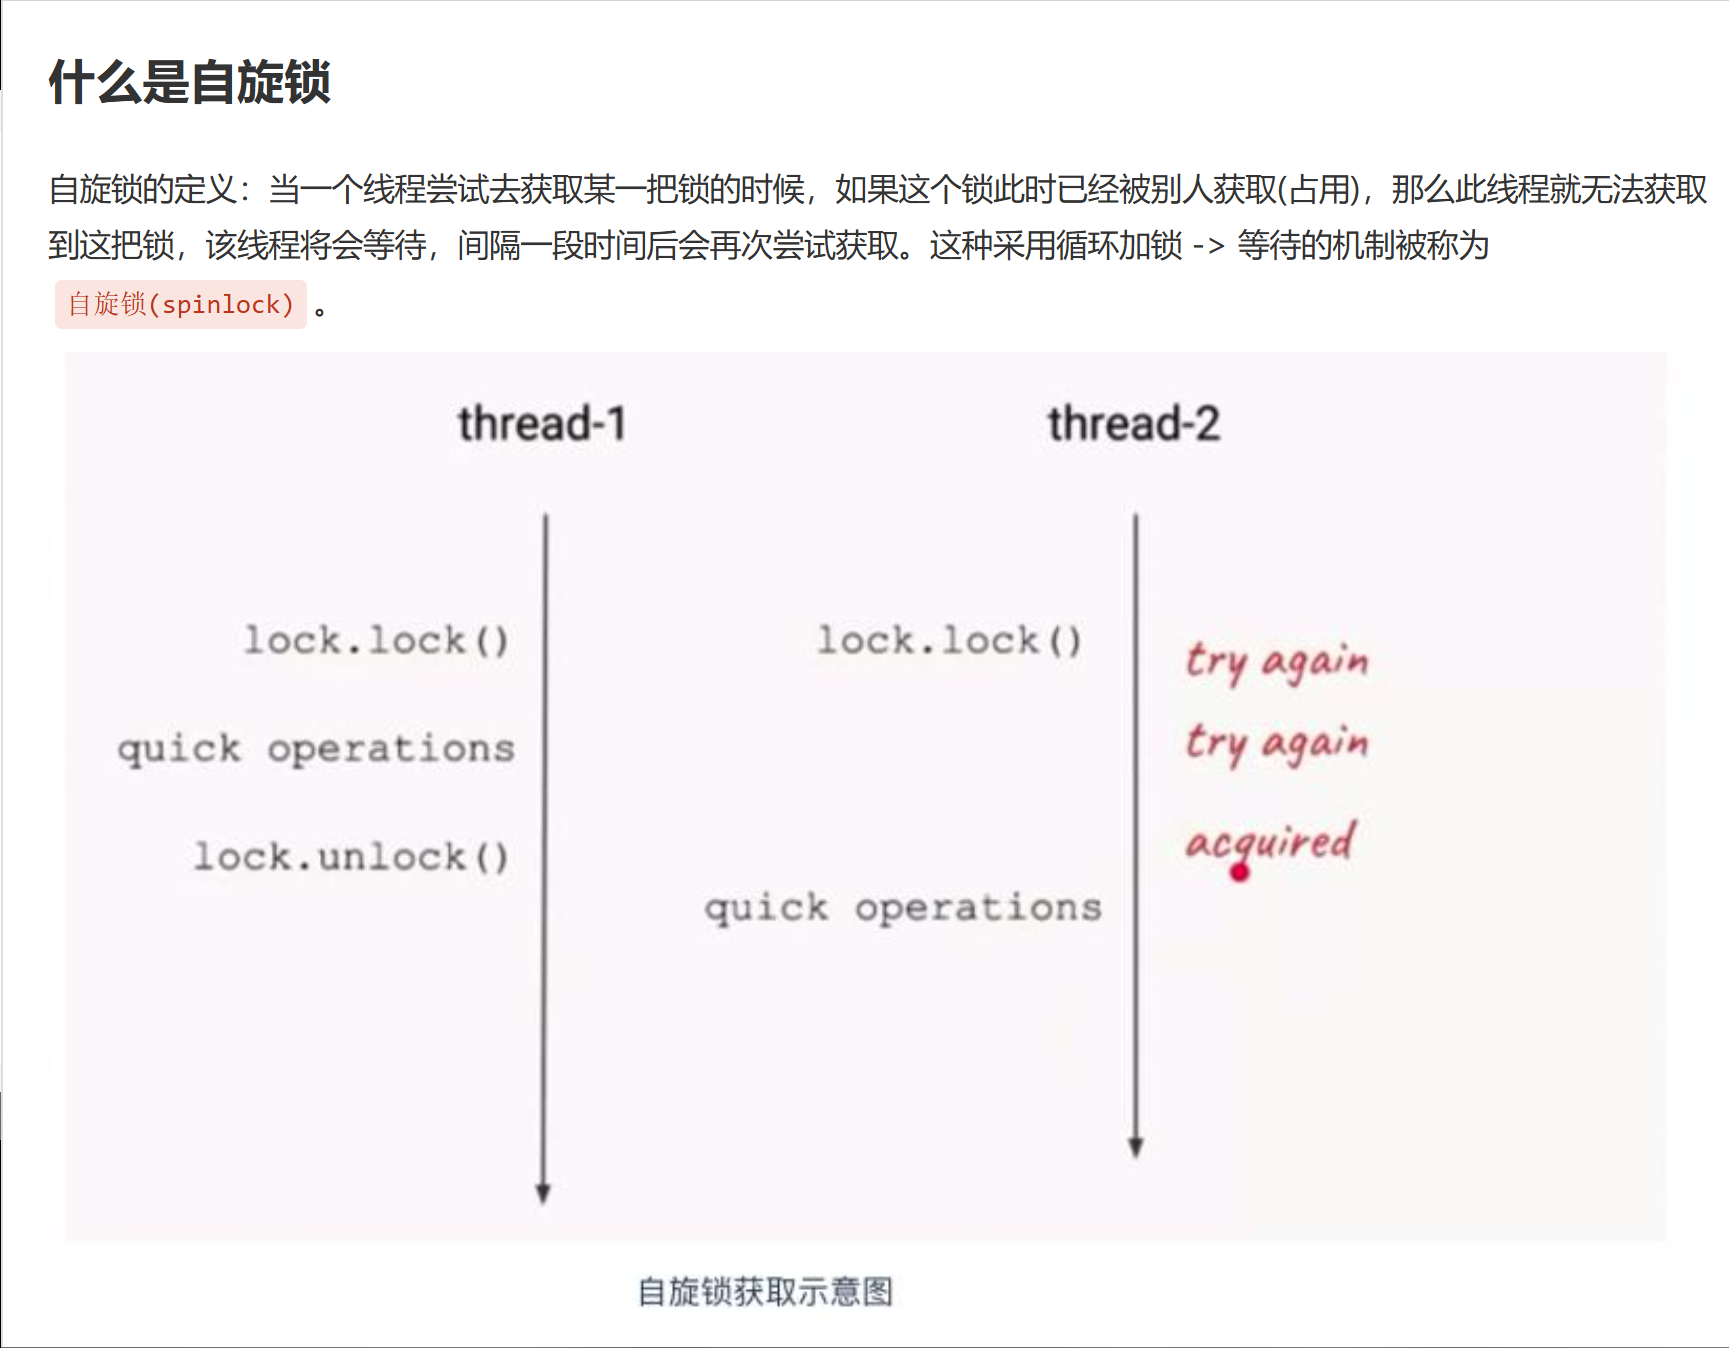 什么是自旋锁
自旋锁的定义：当一个线程尝试去获取某一把锁的时候，如果这个锁此时已经被别人获取(占用)，那么此线程就无法获取
到这把锁，该线程将会等待，间隔一段时间后会再次尝试获取。这种采用循环加锁 -> 等待的机制被称为
自旋锁(spinlock) 。
thread-1 thread-2
lock.lock() lock.lock() try again
quick operations try again
lock.unlock() acquired
quick operations
自旋锁获取示意图